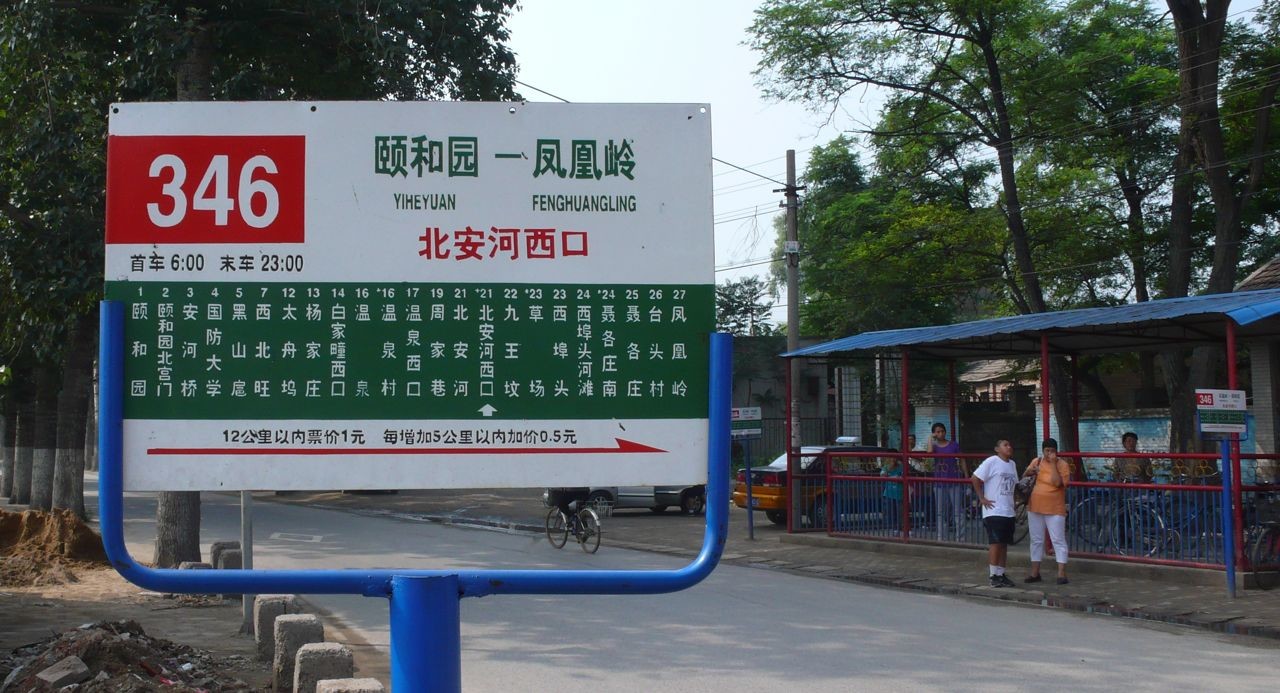 346
颐和园 — 凤凰岭
YIHEYUAN FENGHUANGLING
北安河西口
首车 6:00 末车 23:00
1 2 3 4 5 6 12 13 14 16 *16 17 19 21 *21 22 *23 23 24 *24 25 26 27
颐和园
颐和园北宫门
安河桥
国防大学
黑山扈
西北旺
太舟坞
杨家庄
白家疃西口
温泉
温泉村
温泉西口
周家巷
北安河
北安河西口
九王坟
草场
西埠头
西埠头河滩
聂各庄南
聂各庄
台头村
凤凰岭
12公里以内票价1元 每增加5公里以内加价0.5元
346